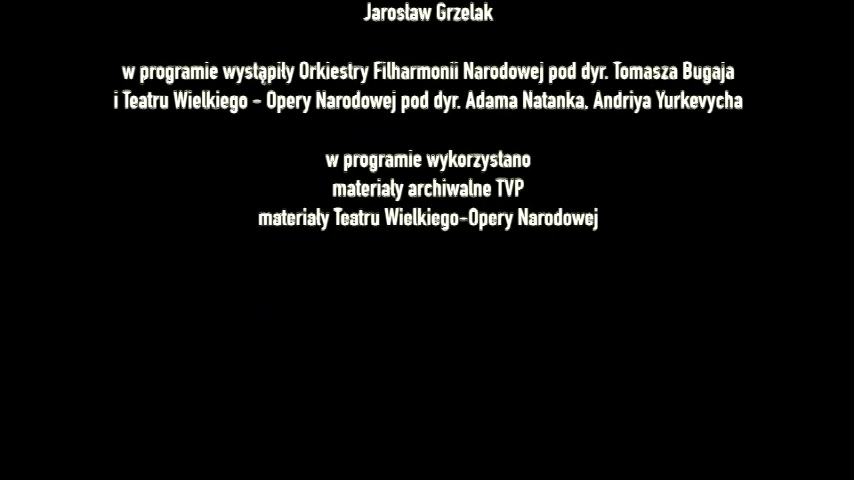 Jarosław Grzelak
w programie wystąpiły Orkiestry Filharmonii Narodowej pod dyr. Tomasza Bugaja
i Teatru Wielkiego - Opery Narodowej pod dyr. Adama Natanka, Andriya Yurkevycha
w programie wykorzystano
materiały archiwalne TVP
materiały Teatru Wielkiego-Opery Narodowej